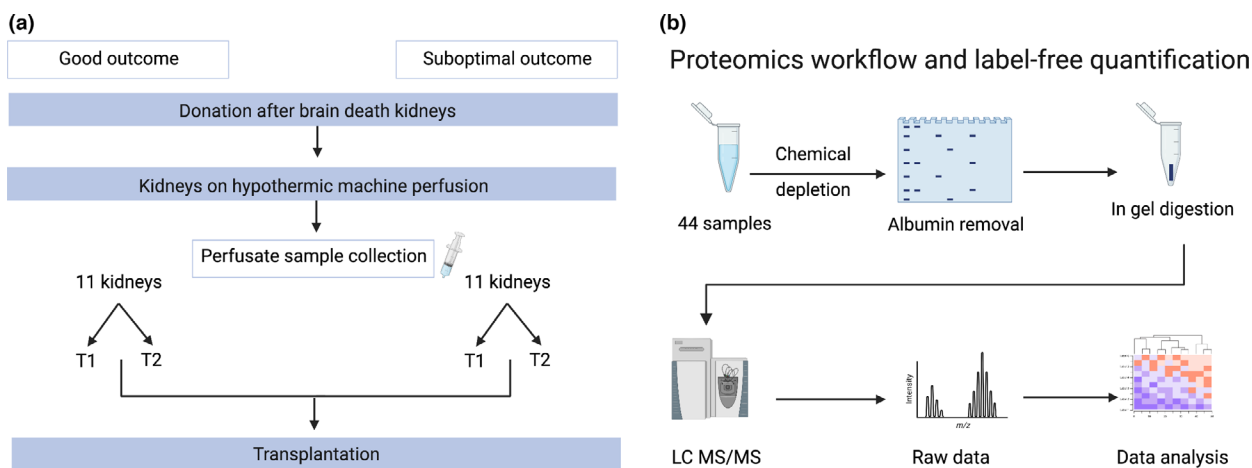 (a)
Good outcome
Suboptimal outcome
Donation after brain death kidneys
Kidneys on hypothermic machine perfusion
Perfusate sample collection
11 kidneys
11 kidneys
T1
T2
T1
T2
Transplantation
(b)
Proteomics workflow and label-free quantification
Chemical
depletion
44 samples
Albumin removal
In gel digestion
Intensity
m/z
LC MS/MS
Raw data
Data analysis